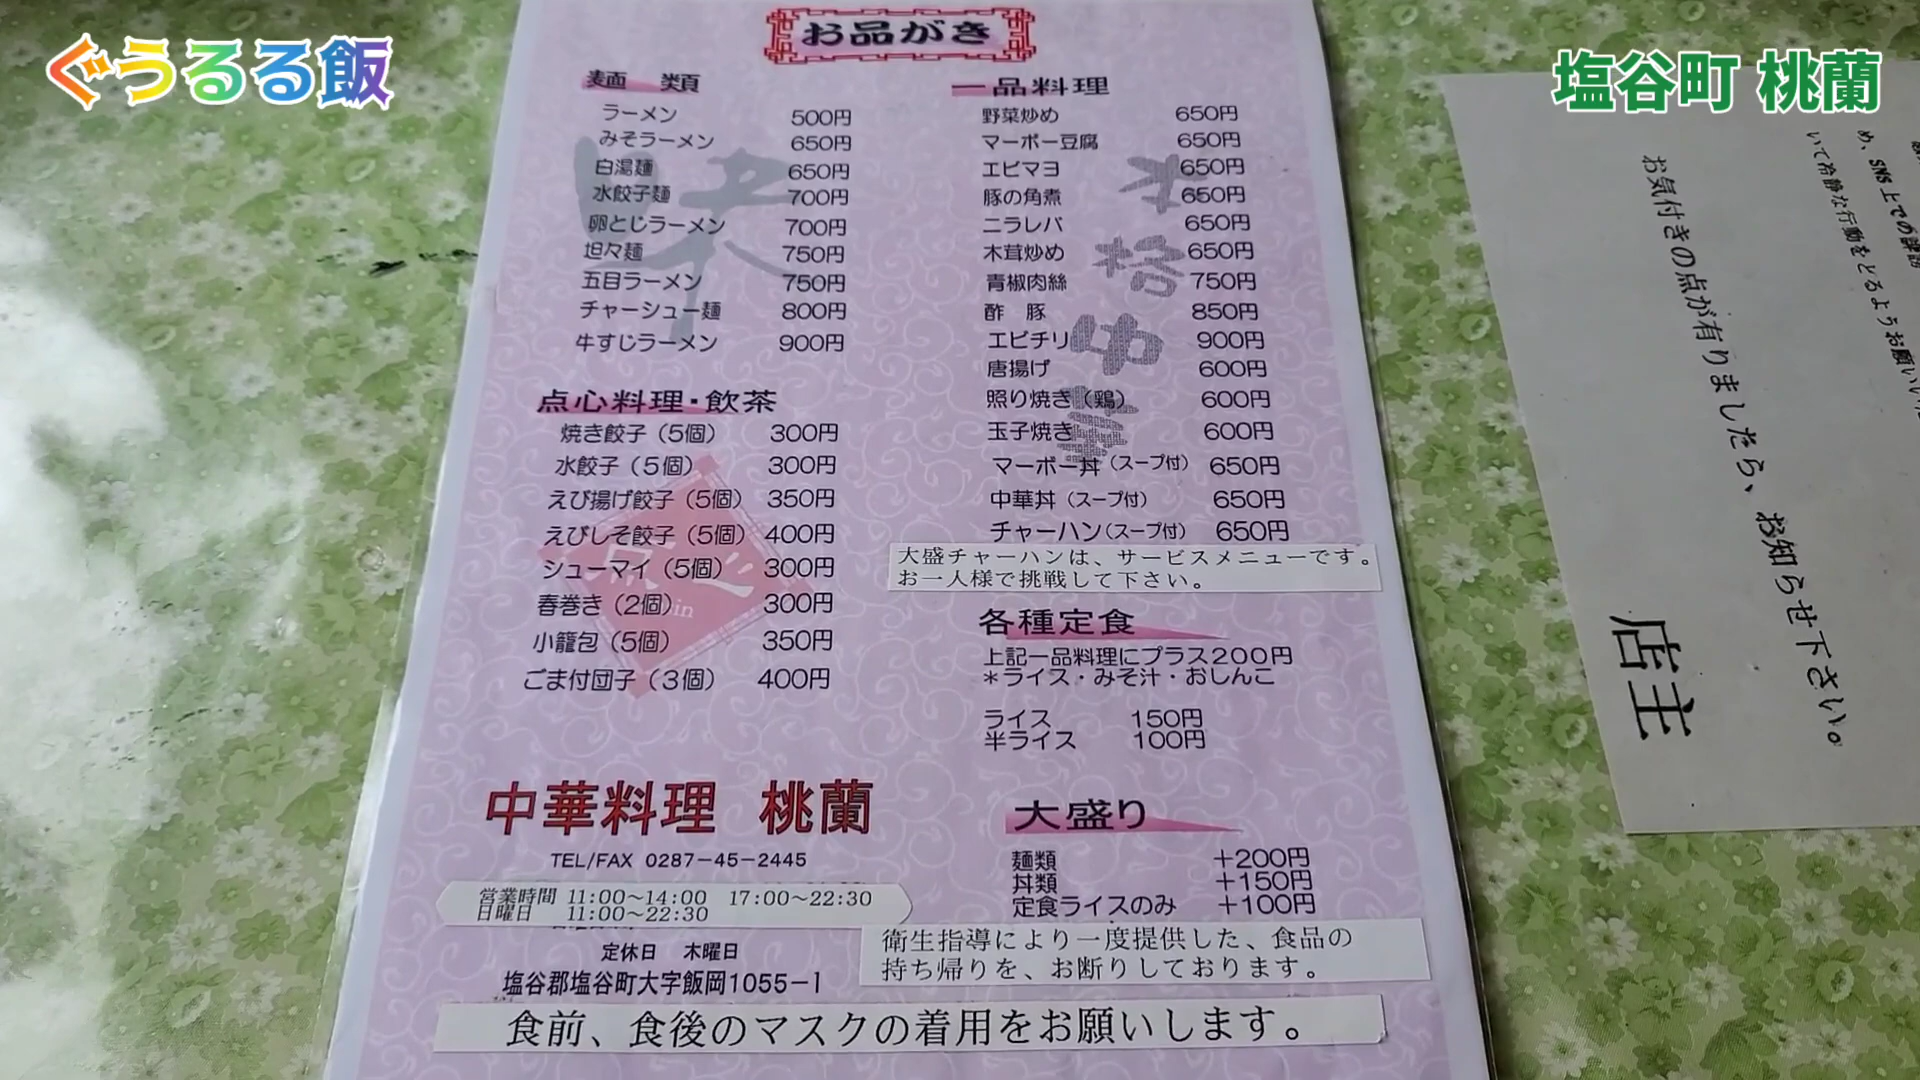 ぐうるる飯
塩谷町 桃蘭
お品がき
麺 類
ラーメン 500円
みそラーメン 650円
白湯麺 650円
水餃子麺 700円
卵とじラーメン 700円
坦々麺 750円
五目ラーメン 750円
チャーシュー麺 800円
牛すじラーメン 900円
点心料理・飲茶
焼き餃子（5個） 300円
水餃子（5個） 300円
えび揚げ餃子（5個） 350円
えびしそ餃子（5個） 400円
シューマイ（5個） 300円
春巻き（2個） 300円
小籠包（5個） 350円
ごま付団子（3個） 400円
中華料理 桃蘭
TEL/FAX 0287-45-2445
営業時間 11:00～14:00 17:00～22:30
日曜日 11:00～22:30
定休日 木曜日
塩谷郡塩谷町大字飯岡1055-1
一品料理
野菜炒め 650円
マーボー豆腐 650円
エビマヨ 650円
豚の角煮 650円
ニラレバ 650円
木茸炒め 650円
青椒肉絲 750円
酢 豚 850円
エビチリ 900円
唐揚げ 600円
照り焼き（鶏） 600円
玉子焼き 600円
マーボー丼（スープ付） 650円
中華丼（スープ付） 650円
チャーハン（スープ付） 650円
大盛チャーハンは、サービスメニューです。
お一人様で挑戦して下さい。
各種定食
上記一品料理にプラス200円
＊ライス・みそ汁・おしんこ
ライス 150円
半ライス 100円
大盛り
麺類 +200円
丼類 +150円
定食ライスのみ +100円
衛生指導により一度提供した、食品の
持ち帰りを、お断りしております。
食前、食後のマスクの着用をお願いします。
め、SNS上での誹謗
いて冷静な行動をとるようお願いい
お気付きの点が有りましたら、お知らせ下さい。
店主